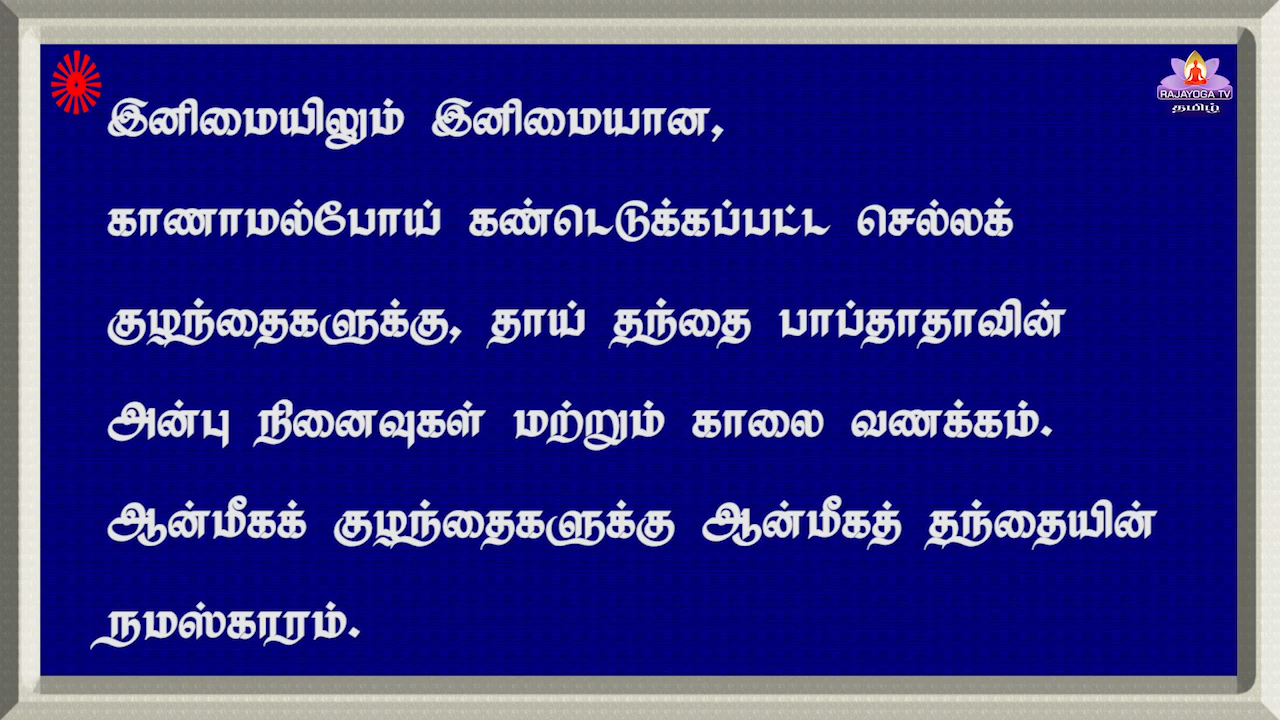 RAJAYOGA TV
தமிழ்
இனிமையிலும் இனிமையான,
காணாமல்போய் கண்டெடுக்கப்பட்ட செல்லக்
குழந்தைகளுக்கு, தாய் தந்தை பாப்தாதாவின்
அன்பு நினைவுகள் மற்றும் காலை வணக்கம்.
ஆன்மீகக் குழந்தைகளுக்கு ஆன்மீகத் தந்தையின்
நமஸ்காரம்.